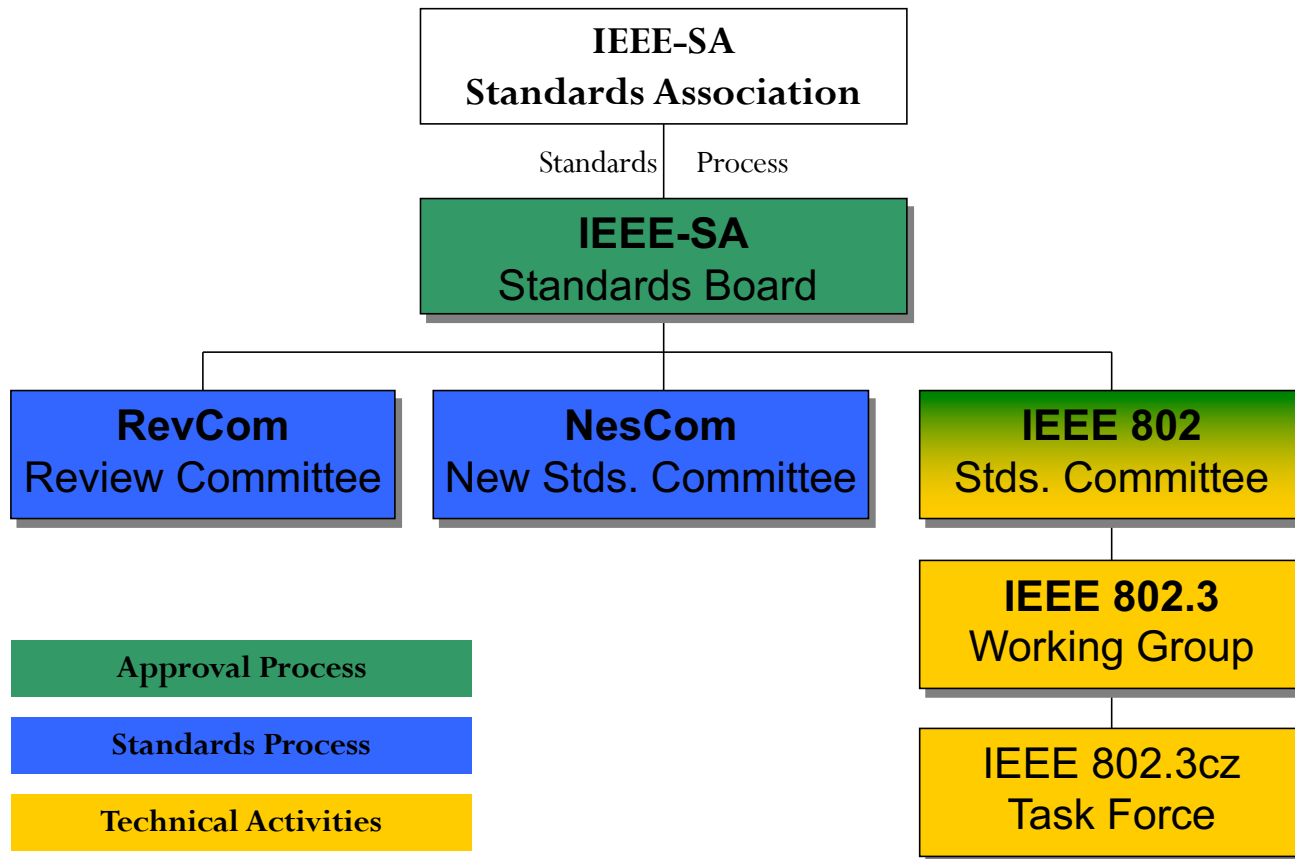 IEEE-SA
Standards Association
Standards Process
IEEE-SA
Standards Board
RevCom
Review Committee
NesCom
New Stds. Committee
IEEE 802
Stds. Committee
IEEE 802.3
Working Group
IEEE 802.3cz
Task Force
Approval Process
Standards Process
Technical Activities